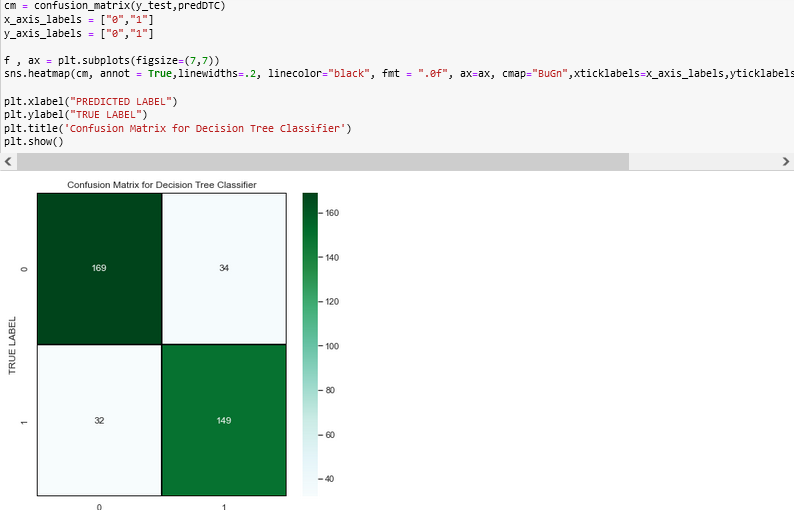 cm = confusion_matrix(y_test,predDTC)
x_axis_labels = ["0","1"]
y_axis_labels = ["0","1"]
f , ax = plt.subplots(figsize=(7,7))
sns.heatmap(cm, annot = True,linewidths=.2, linecolor="black", fmt = ".0f", ax=ax, cmap="BuGn",xticklabels=x_axis_labels,yticklabels
plt.xlabel("PREDICTED LABEL")
plt.ylabel("TRUE LABEL")
plt.title('Confusion Matrix for Decision Tree Classifier')
plt.show()
Confusion Matrix for Decision Tree Classifier
169 34
32 149
0
1
TRUE LABEL
0 1
160
140
120
100
80
60
40